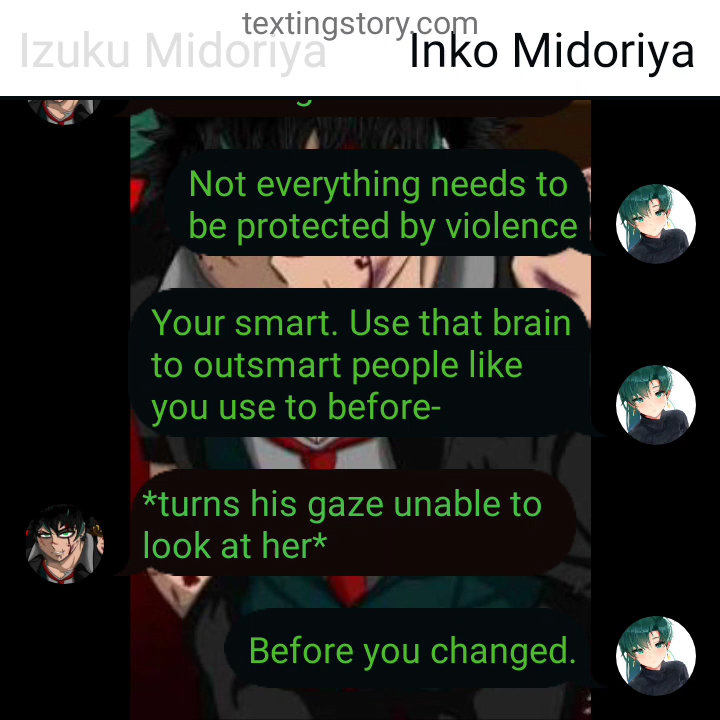 textingstory.com
Izuku Midoriya Inko Midoriya
Not everything needs to
be protected by violence
Your smart. Use that brain
to outsmart people like
you use to before-
*turns his gaze unable to
look at her*
Before you changed.